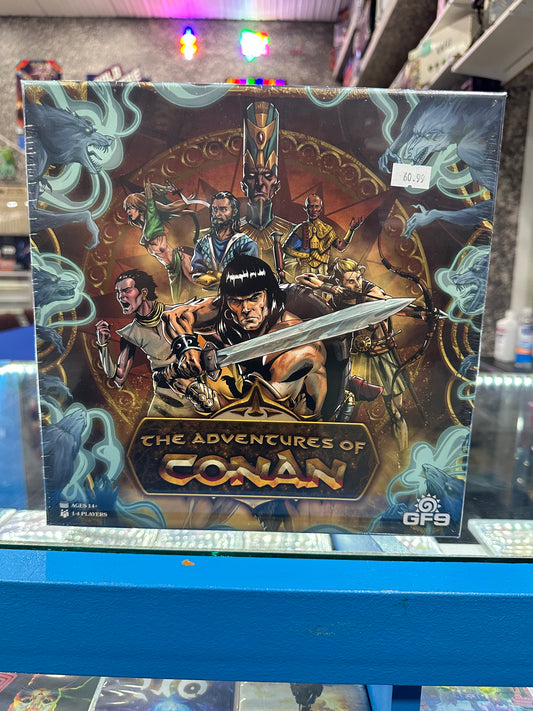 60.99
THE ADVENTURES OF
CONAN
AGES 14+
1-4 PLAYERS
GF9